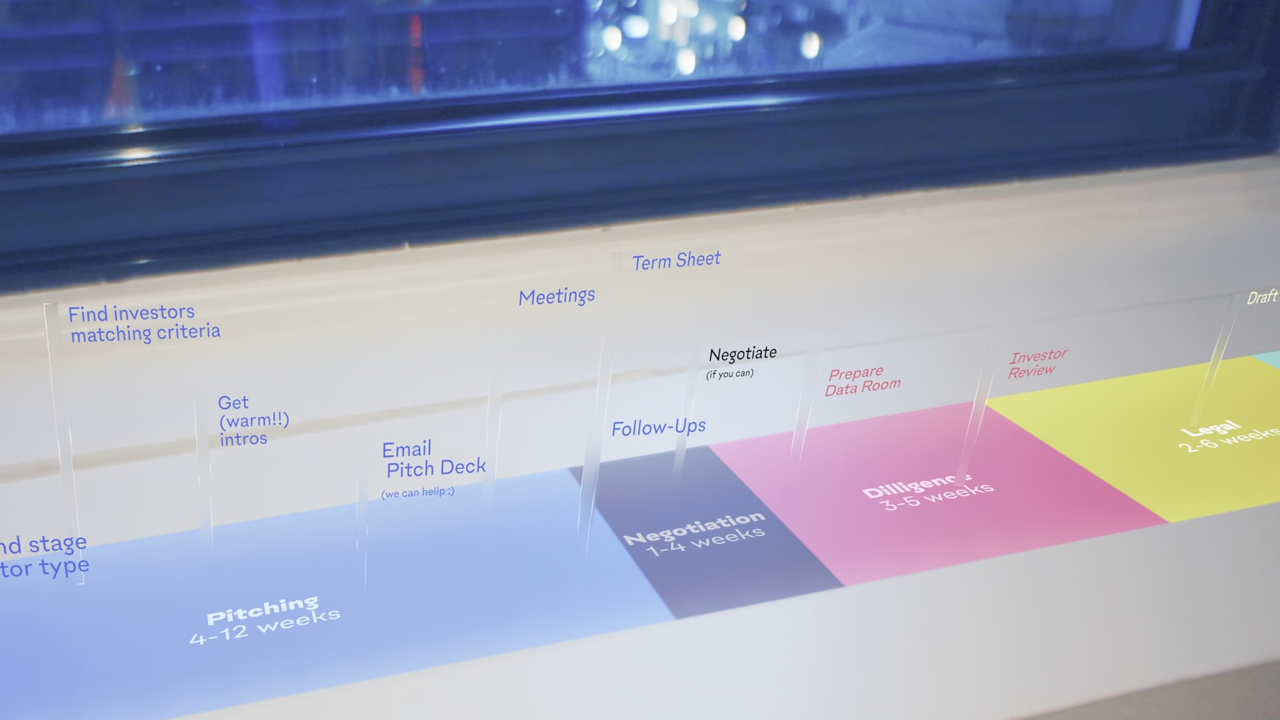 Term Sheet
Meetings
Draft
Find investors
matching criteria
Negotiate
(if you can)
Investor
Review
Prepare
Data Room
Get
(warm!!)
intros
Follow-Ups
Email
Pitch Deck
(we can hellp ;)
nd stage
tor type
Pitching
4-12 weeks
Negotiation
1-4 weeks
Dilligence
3-5 weeks
Legal
2-6 weeks